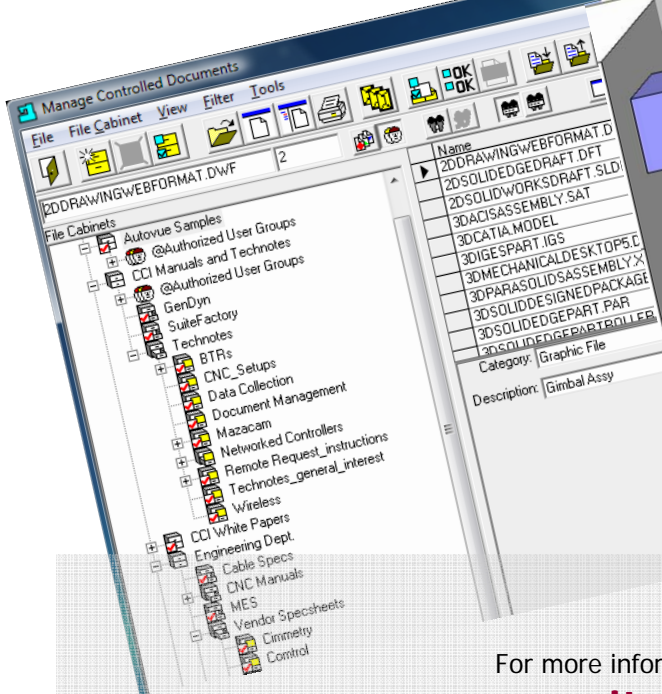 Manage Controlled Documents
File File Cabinet View Filter Tools
2DDRAWINGWEBFORMAT.DWF 2
File Cabinets
Autovue Samples
@Authorized User Groups
CCI Manuals and Technotes
@Authorized User Groups
GenDyn
SuiteFactory
Technotes
BTRs
CNC_Setups
Data Collection
Document Management
Mazacam
Networked Controllers
Remote Request_instructions
Technotes_general_interest
Wireless
CCI White Papers
Engineering Dept.
Cable Specs
CNC Manuals
MES
Vendor Specsheets
Cimmetry
Comtrol
OK
OK
Name
2DDRAWINGWEBFORMAT.D
2DSOLIDEDGEDRAFT.DFT
2DSOLIDWORKSDRAFT.SLD
3DACISASSEMBLY.SAT
3DCATIA.MODEL
3DIGESPART.IGS
3DMECHANICALDESKTOP5.D
3DPARASOLIDSASSEMBLY.X
3DSOLIDDESIGNEDPACKAGE
3DSOLIDEDGEPART.PAR
3DSOLIDEDGEPARTROLLER
Category: Graphic File
Description: Gimbal Assy
For more infor